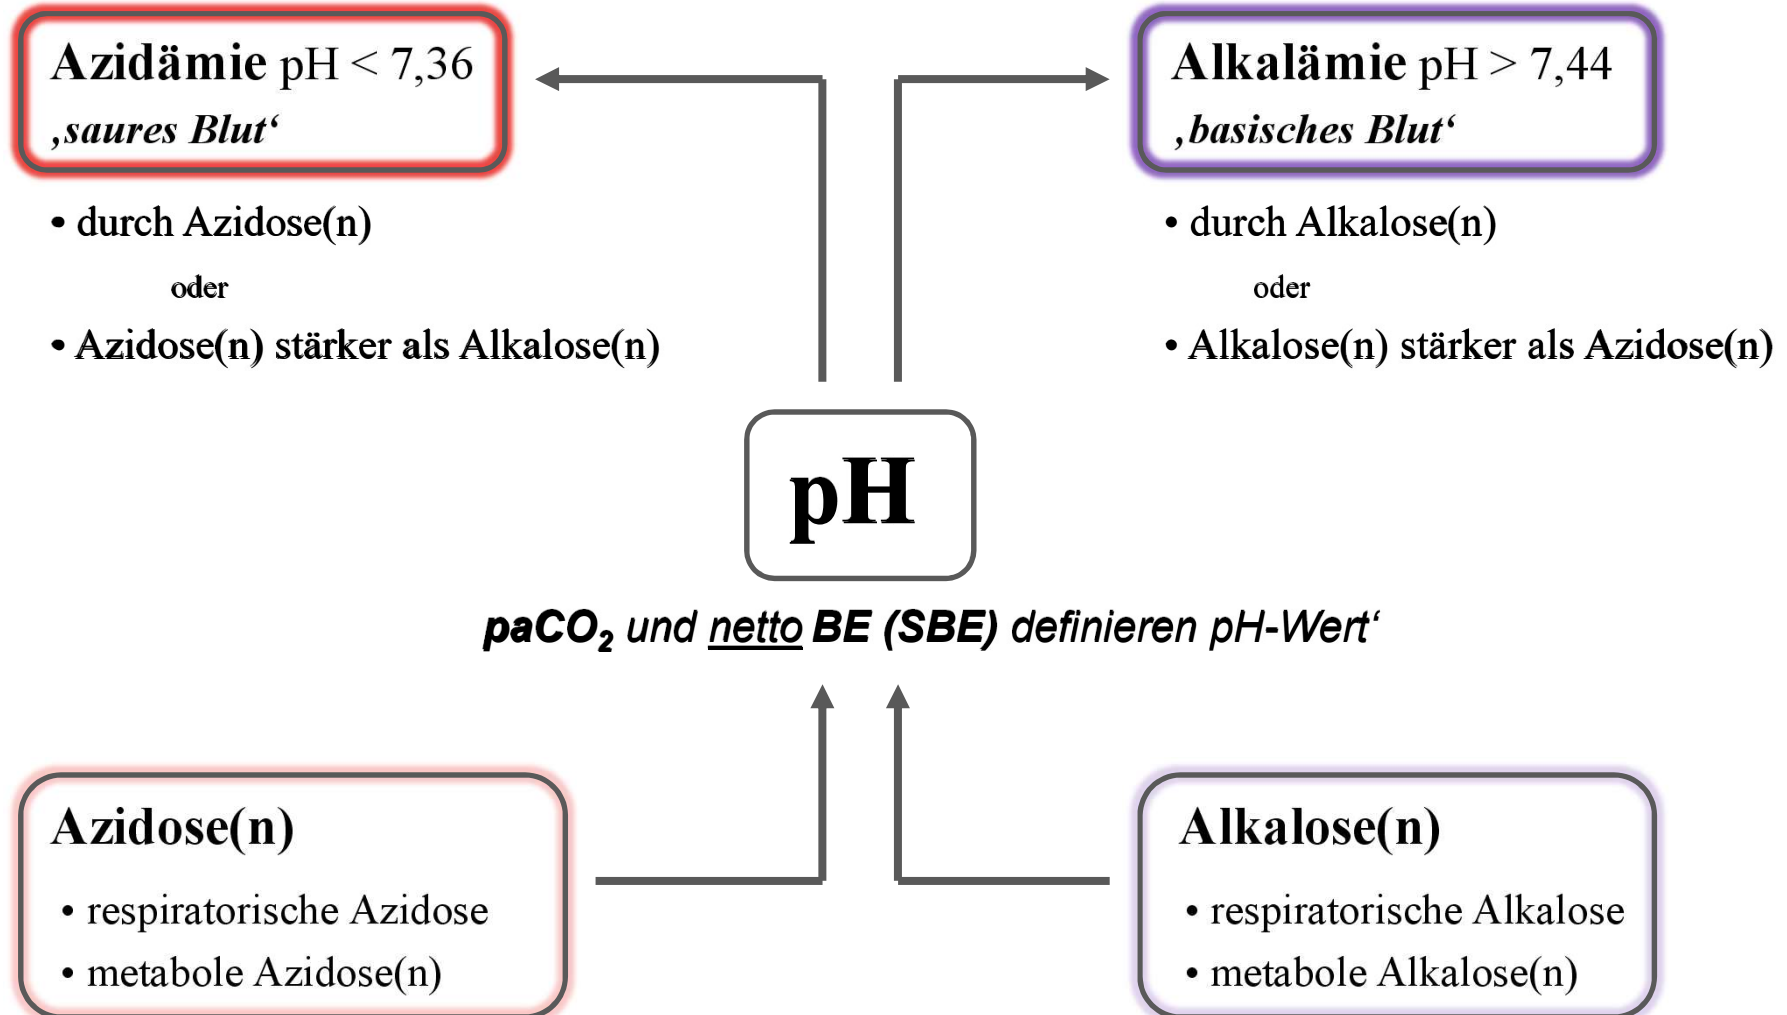 Azidämie pH < 7,36
‚saures Blut‘
• durch Azidose(n)
oder
• Azidose(n) stärker als Alkalose(n)
Alkalämie pH > 7,44
‚basisches Blut‘
• durch Alkalose(n)
oder
• Alkalose(n) stärker als Azidose(n)
pH
paCO₂ und netto BE (SBE) definieren pH-Wert‘
Azidose(n)
• respiratorische Azidose
• metabole Azidose(n)
Alkalose(n)
• respiratorische Alkalose
• metabole Alkalose(n)